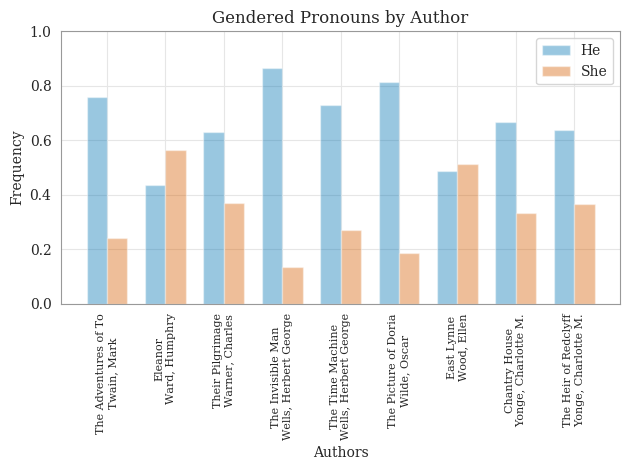 Gendered Pronouns by Author
He
She
Frequency
1.0
0.8
0.6
0.4
0.2
0.0
The Adventures of To
Twain, Mark
Eleanor
Ward, Humphry
Their Pilgrimage
Warner, Charles
The Invisible Man
Wells, Herbert George
The Time Machine
Wells, Herbert George
The Picture of Doria
Wilde, Oscar
East Lynne
Wood, Ellen
Chantry House
Yonge, Charlotte M.
The Heir of Redclyff
Yonge, Charlotte M.
Authors